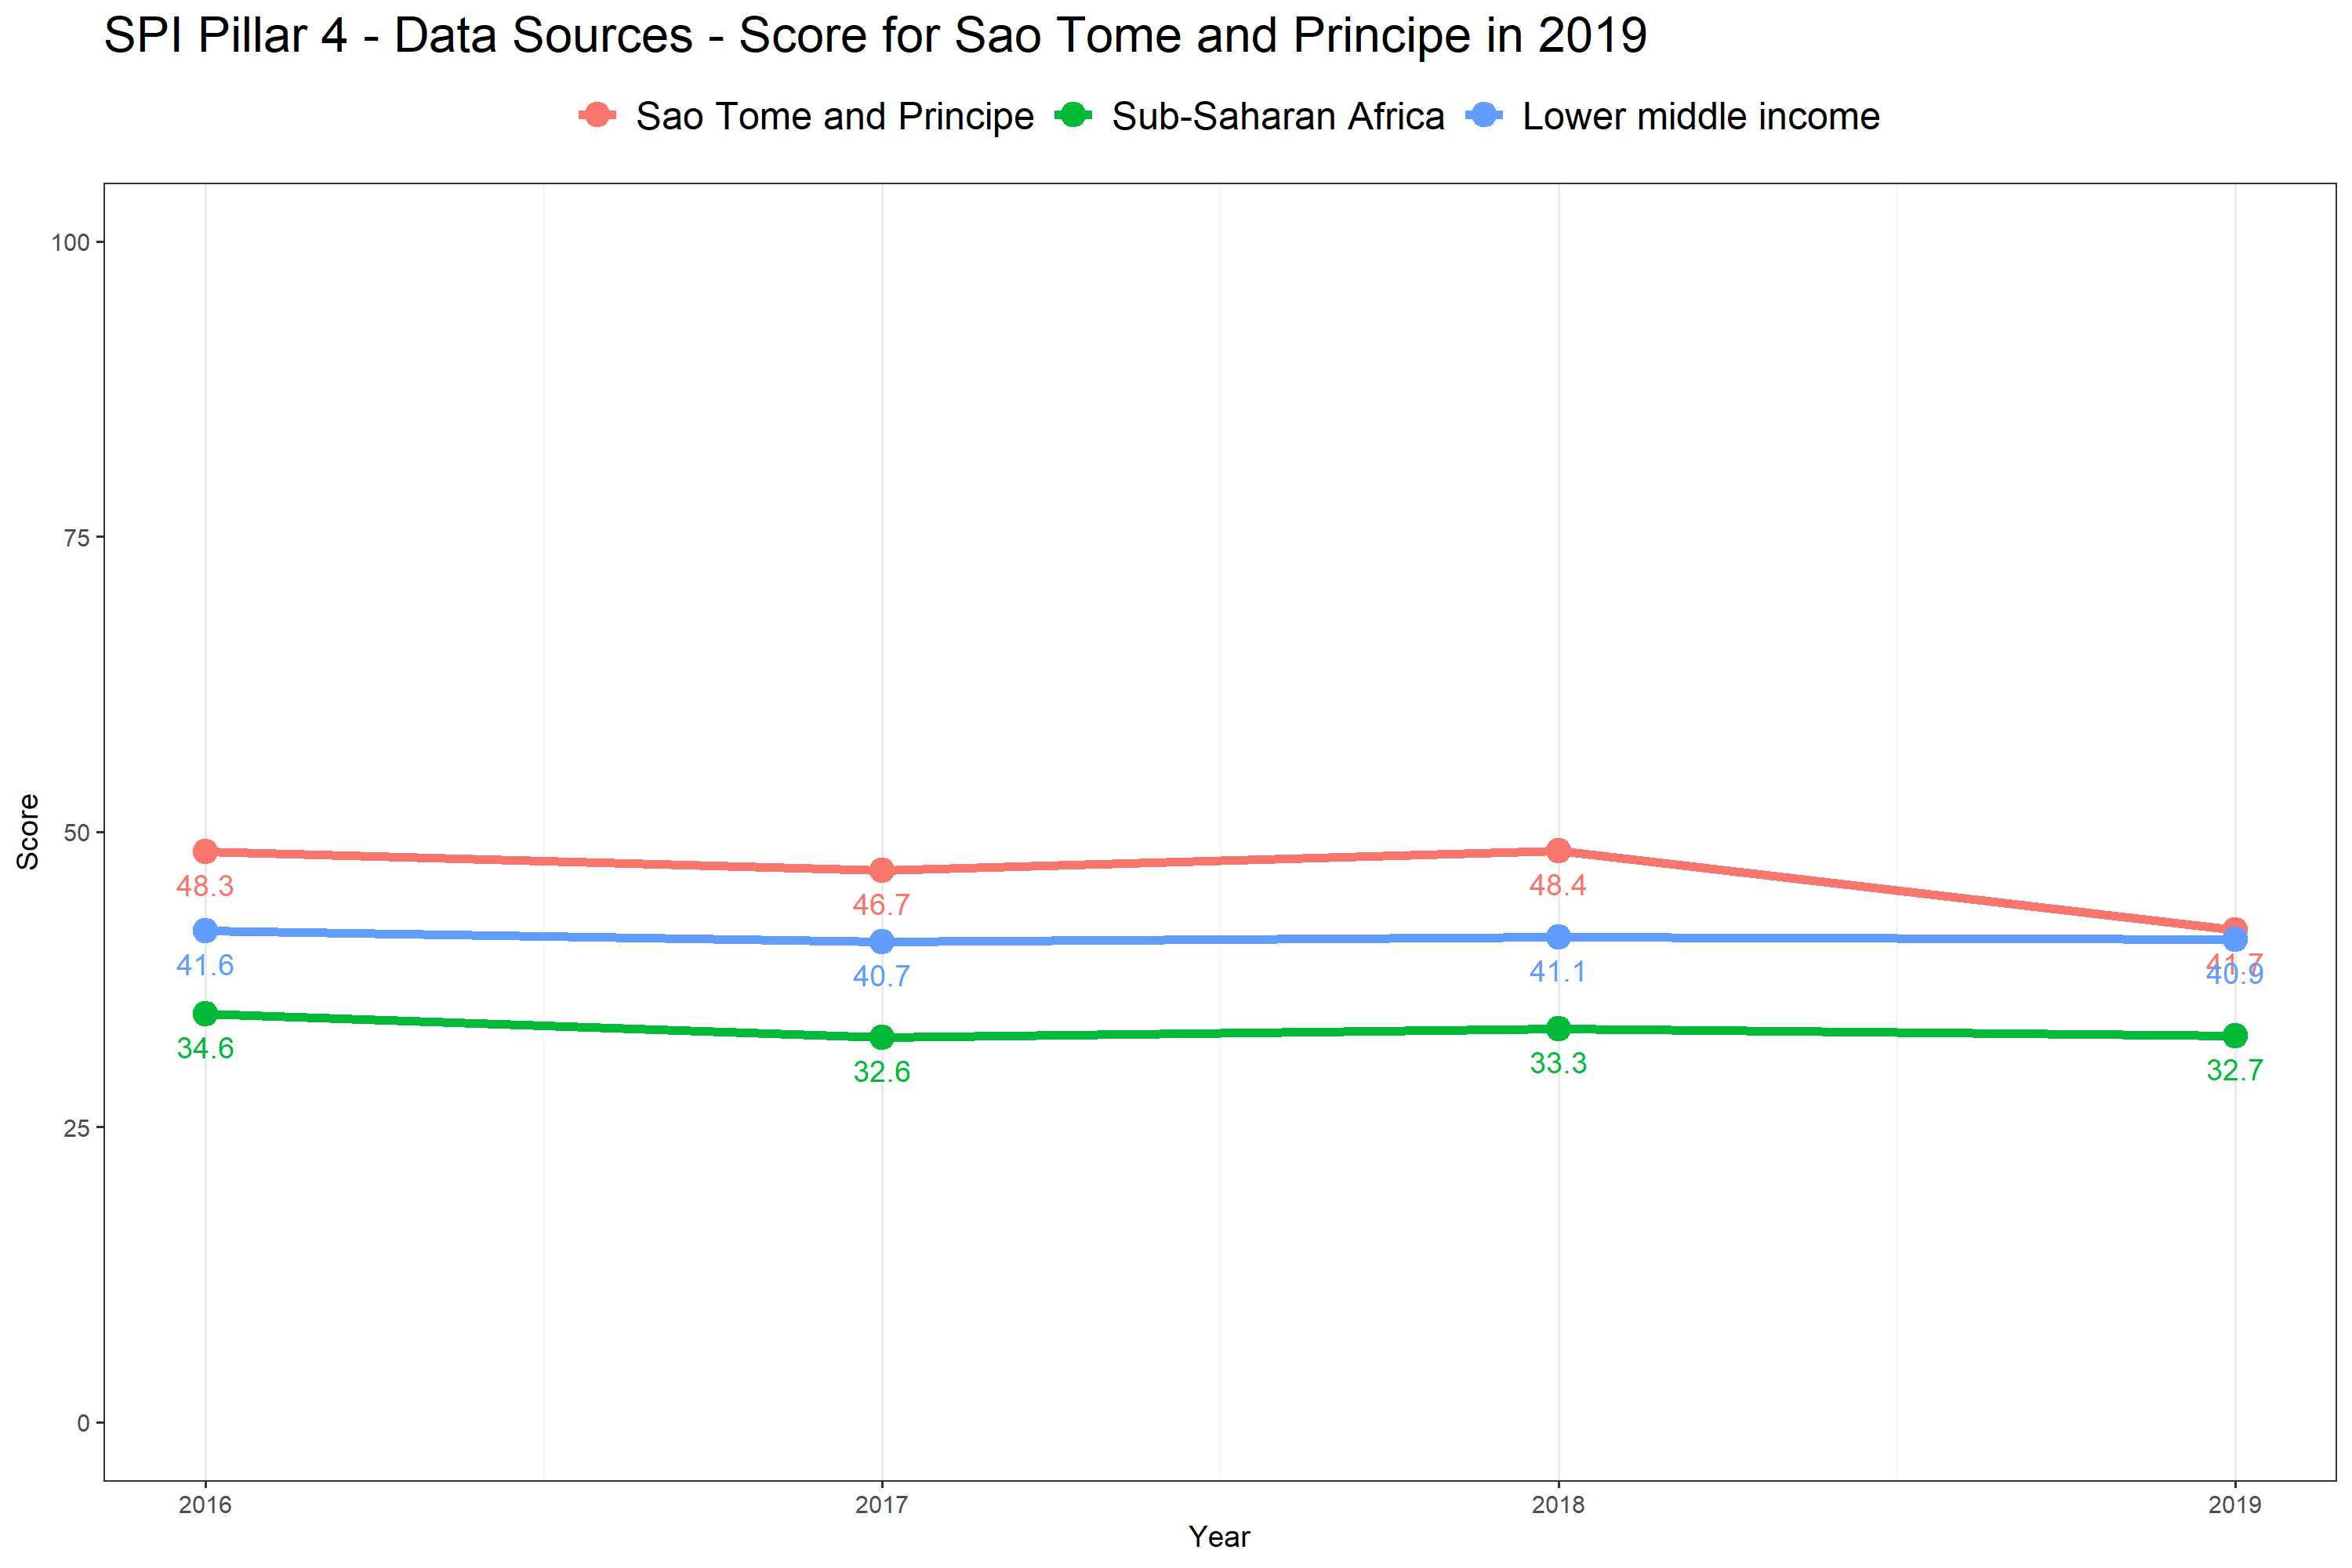 SPI Pillar 4 - Data Sources - Score for Sao Tome and Principe in 2019
Sao Tome and Principe Sub-Saharan Africa Lower middle income
100
75
50
25
0
Score
48.3 46.7 48.4 41.7
41.6 40.7 41.1 40.9
34.6 32.6 33.3 32.7
2016 2017 2018 2019
Year